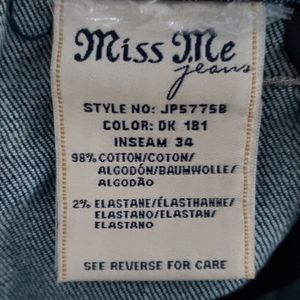 Miss Me
jeans
STYLE NO: JP5775B
COLOR: DK 181
INSEAM 34
98% COTTON/COTON/
ALGODÓN/BAUMWOLLE/
ALGODÃO
2% ELASTANE/ÉLASTHANNE/
ELASTANO/ELASTAN/
ELASTANO
SEE REVERSE FOR CARE